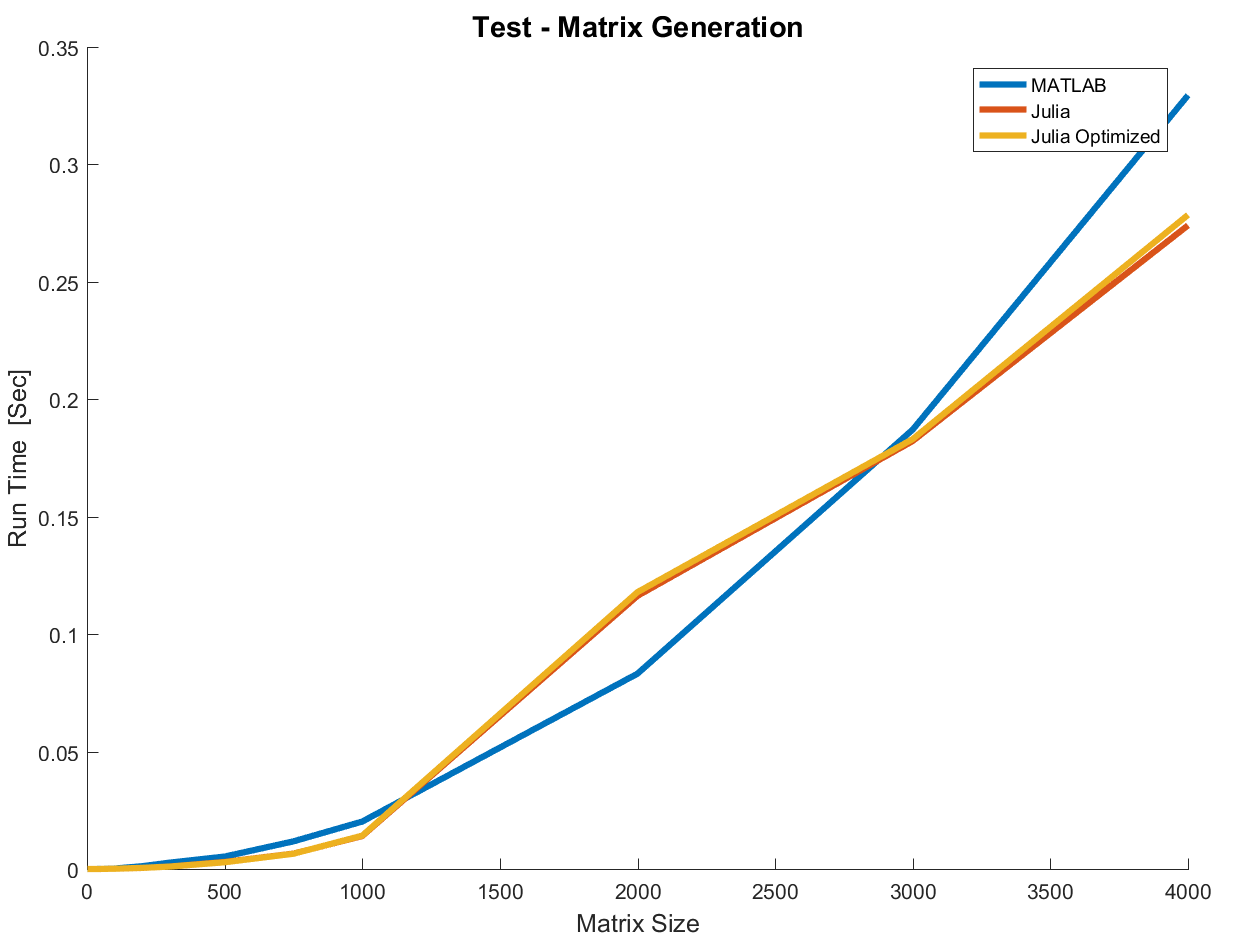 Test - Matrix Generation
MATLAB
Julia
Julia Optimized
0.35
0.3
0.25
0.2
0.15
0.1
0.05
0
Run Time [Sec]
0 500 1000 1500 2000 2500 3000 3500 4000
Matrix Size